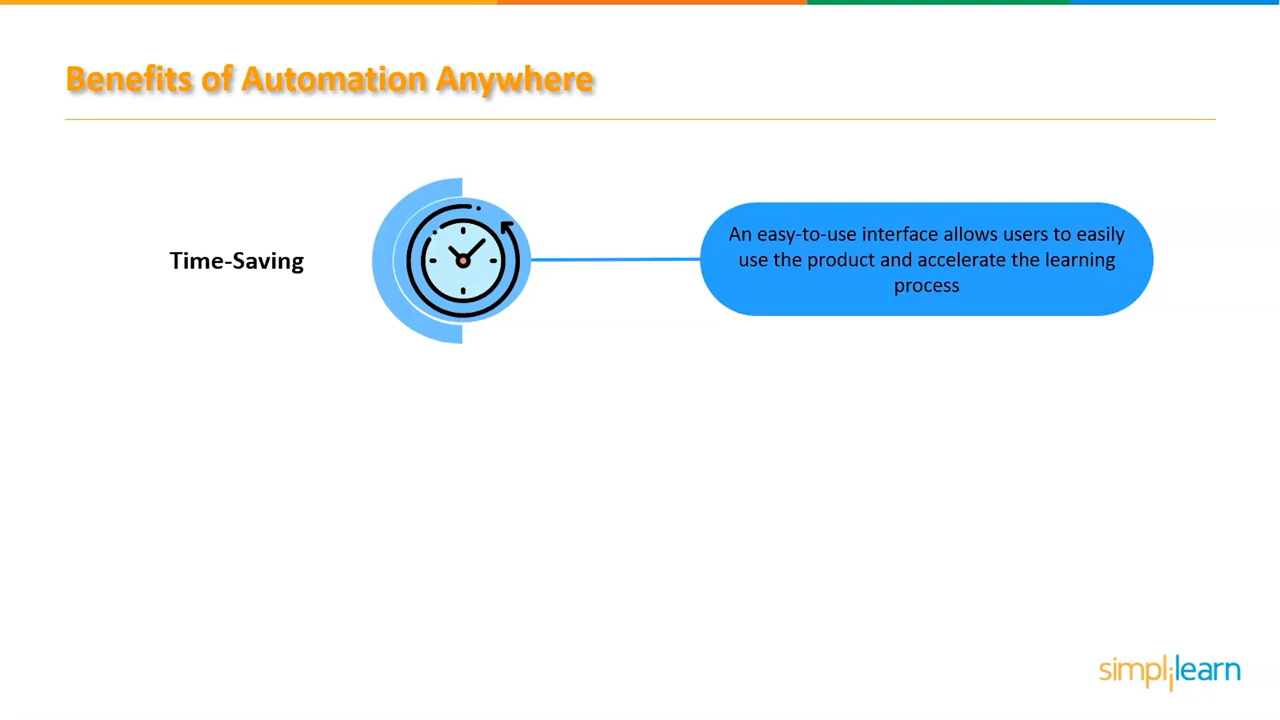 Benefits of Automation Anywhere
Time-Saving
An easy-to-use interface allows users to easily
use the product and accelerate the learning
process
simplilearn